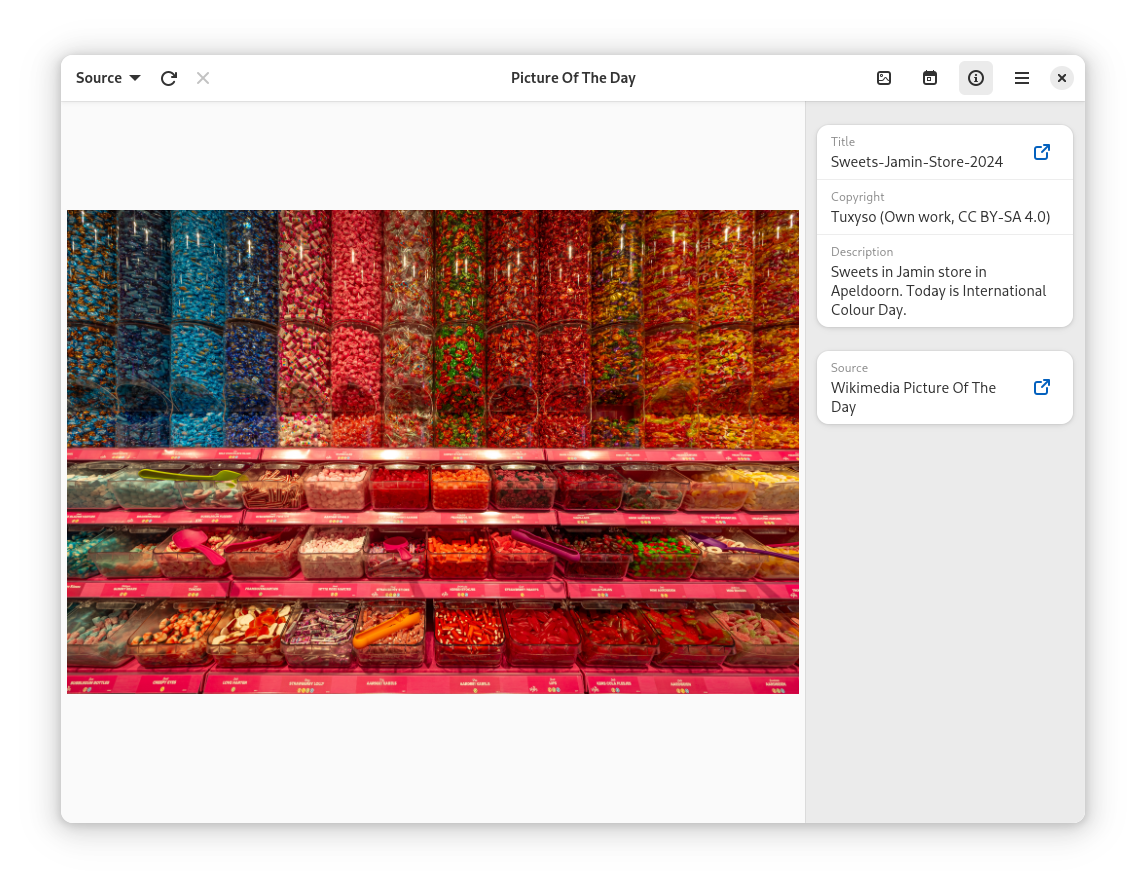 Source
Picture Of The Day
Title
Sweets-Jamin-Store-2024
Copyright
Tuxyso (Own work, CC BY-SA 4.0)
Description
Sweets in Jamin store in
Apeldoorn. Today is International
Colour Day.
Source
Wikimedia Picture Of The
Day